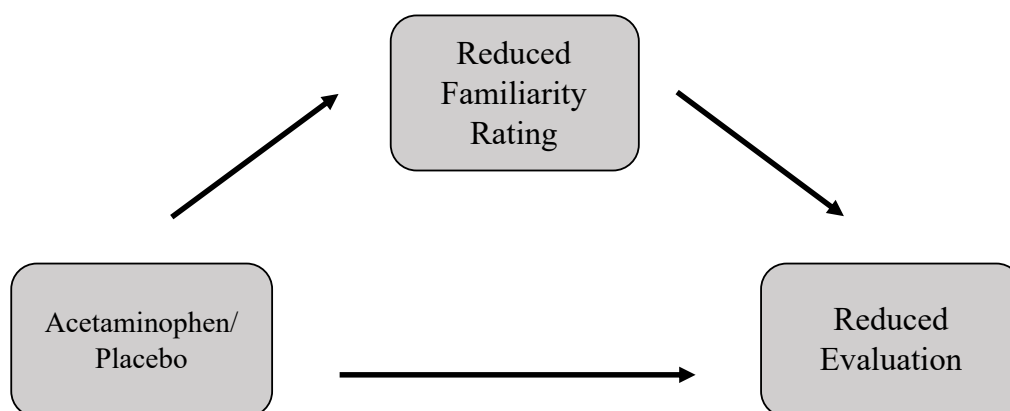 Reduced
Familiarity
Rating
Acetaminophen/
Placebo
Reduced
Evaluation